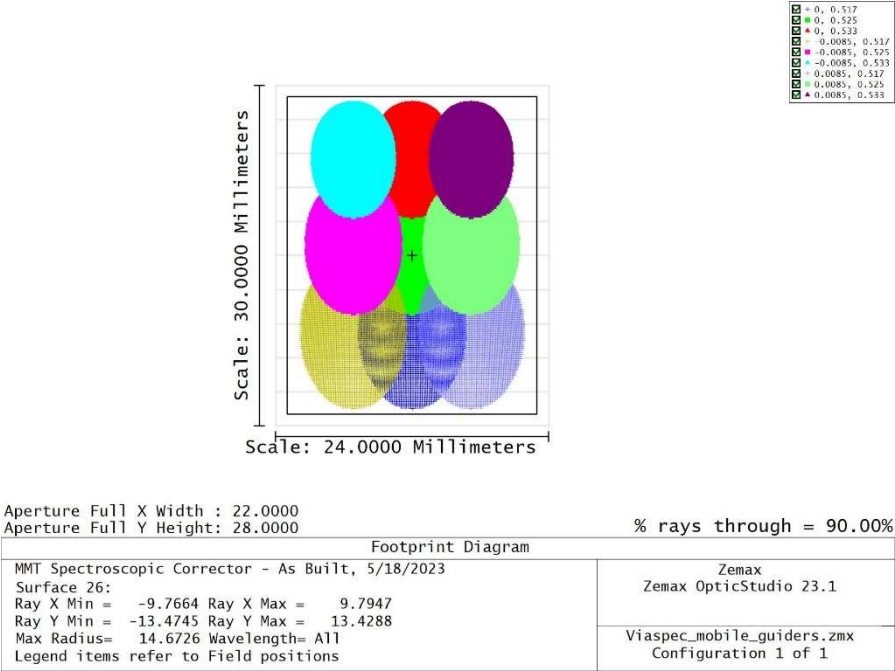 + 0, 0.517
0, 0.525
0, 0.533
-0.0085, 0.517
-0.0085, 0.525
-0.0085, 0.533
0.0085, 0.517
0.0085, 0.525
0.0085, 0.533
Scale: 30.0000 Millimeters
Scale: 24.0000 Millimeters
Aperture Full X Width : 22.0000
Aperture Full Y Height: 28.0000
% rays through = 90.00%
Footprint Diagram
MMT Spectroscopic Corrector - As Built, 5/18/2023
Surface 26:
Ray X Min = -9.7664 Ray X Max = 9.7947
Ray Y Min = -13.4745 Ray Y Max = 13.4288
Max Radius= 14.6726 Wavelength= All
Legend items refer to Field positions
Zemax
Zemax OpticStudio 23.1
Viaspec_mobile_guiders.zmx
Configuration 1 of 1